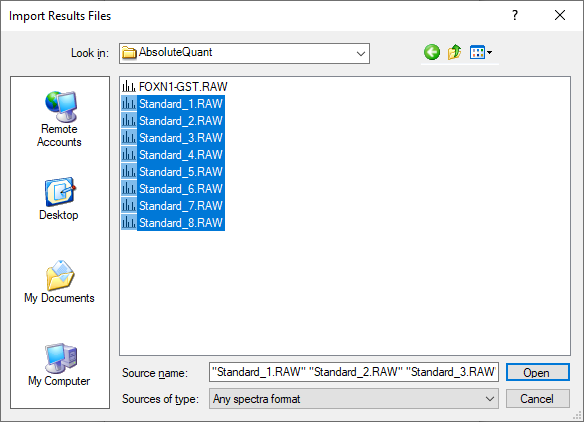 Import Results Files
?
Look in:
AbsoluteQuant
Remote
Accounts
Desktop
My Documents
My Computer
FOXN1-GST.RAW
Standard_1.RAW
Standard_2.RAW
Standard_3.RAW
Standard_4.RAW
Standard_5.RAW
Standard_6.RAW
Standard_7.RAW
Standard_8.RAW
Source name:
"Standard_1.RAW" "Standard_2.RAW" "Standard_3.RAW
Open
Sources of type:
Any spectra format
Cancel